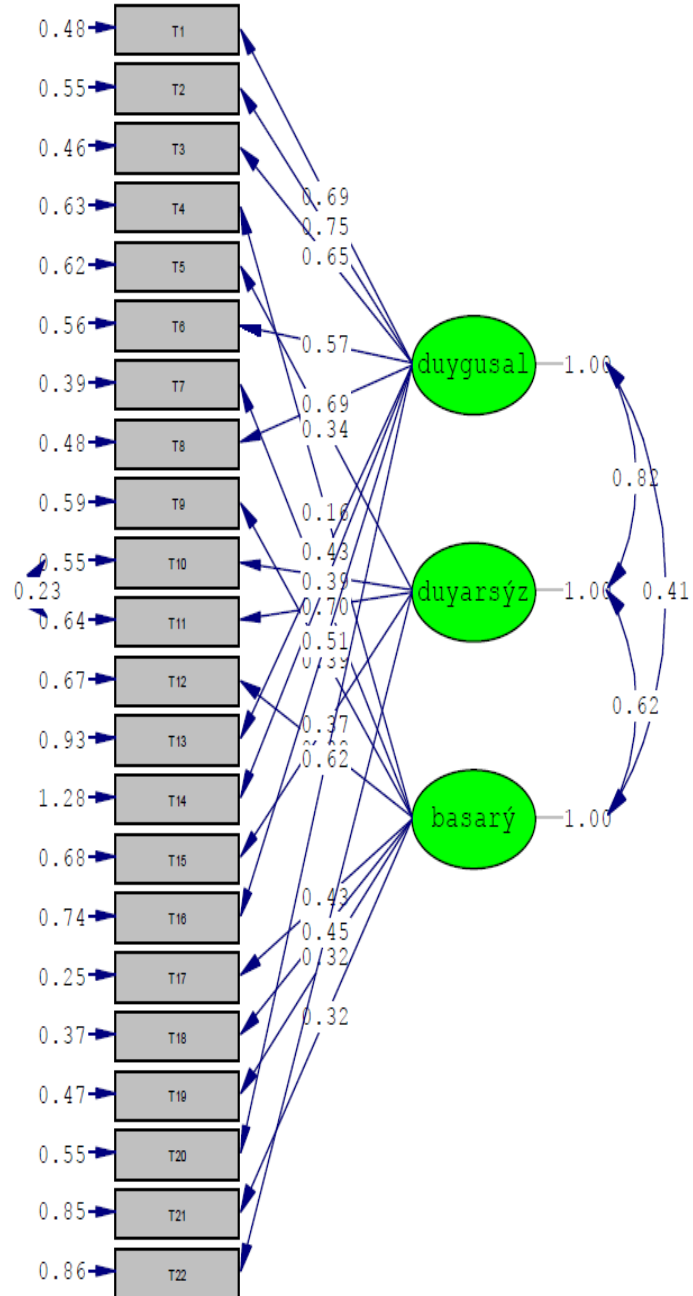 0.48 T1
0.55 T2
0.46 T3
0.63 T4
0.69
0.75
0.65
0.62 T5
0.56 T6
0.57
duygusal 1.00
0.39 T7
0.69
0.34
0.48 T8
0.82
0.59 T9
0.16
0.43
0.55 T10
0.39
0.23
duyarsýz 1.00 0.41
0.70
0.64 T11
0.51
0.67 T12
0.62
0.37
0.93 T13
0.62
1.28 T14
basarý 1.00
0.68 T15
0.43
0.74 T16
0.45
0.32
0.25 T17
0.32
0.37 T18
0.47 T19
0.55 T20
0.85 T21
0.86 T22